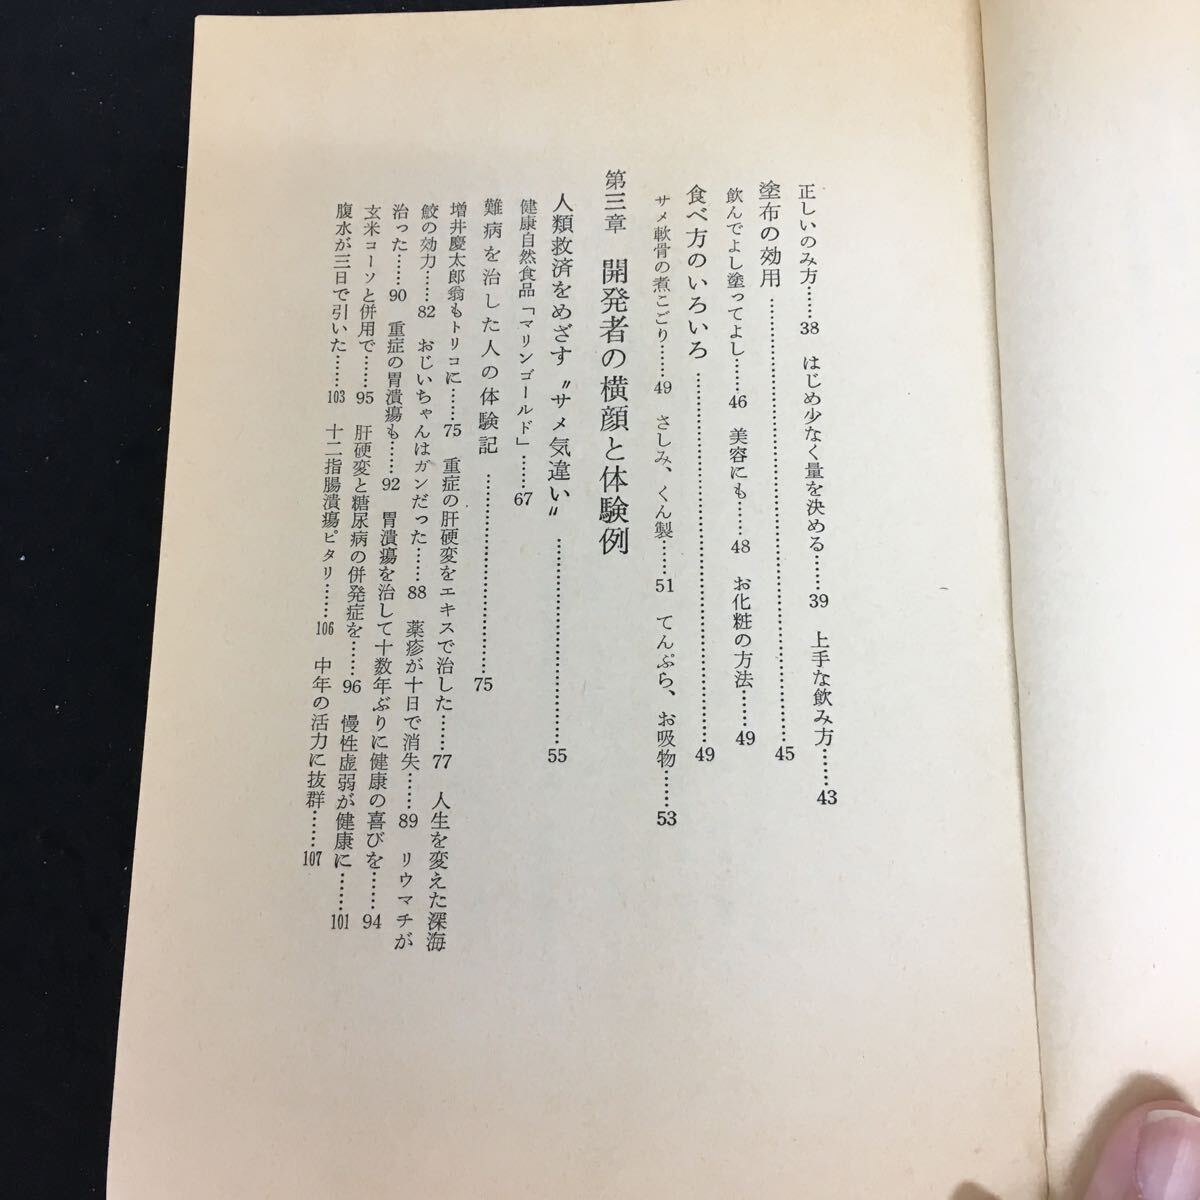 正しいのみ方……38　はじめ少なく量を決める……39　上手な飲み方……43
塗布の効用……45
飲んでよし塗ってよし……46　美容にも……48　お化粧の方法……49
食べ方のいろいろ……49
サメ軟骨の煮こごり……49　さしみ、くん製……51　てんぷら、お吸物……53
第三章　開発者の横顔と体験例
人類救済をめざす〝サメ気違い〟……55
健康自然食品「マリンゴールド」……67
難病を治した人の体験記……75
増井慶太郎翁もトリコに……75　重症の肝硬変をエキスで治した……77　人生を変えた深海
鮫の効力……82　おじいちゃんはガンだった……88　薬疹が十日で消失……89　リウマチが
治った……90　重症の胃潰瘍も……92　胃潰瘍を治して十数年ぶりに健康の喜びを……94
玄米コーソと併用で……95　肝硬変と糖尿病の併発症を……96　慢性虚弱が健康に……101
腹水が三日で引いた……103　十二指腸潰瘍ピタリ……106　中年の活力に抜群……107